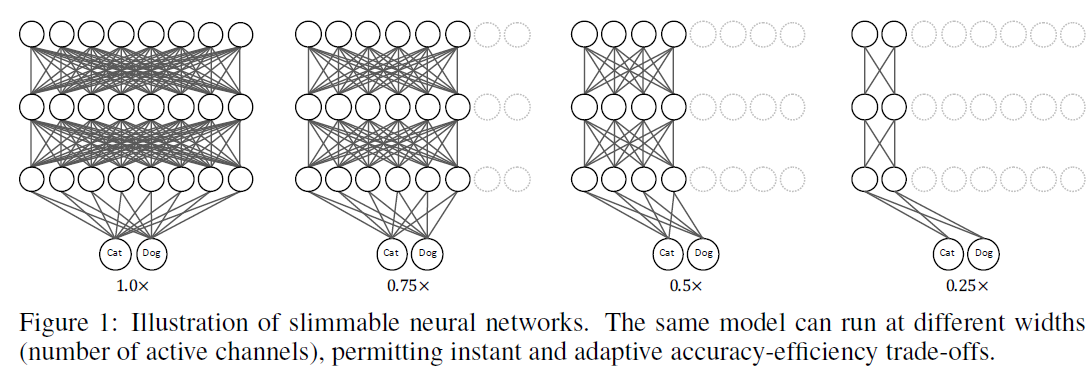 Cat Dog Cat Dog Cat Dog Cat Dog
1.0× 0.75× 0.5× 0.25×
Figure 1: Illustration of slimmable neural networks. The same model can run at different widths
(number of active channels), permitting instant and adaptive accuracy-efficiency trade-offs.